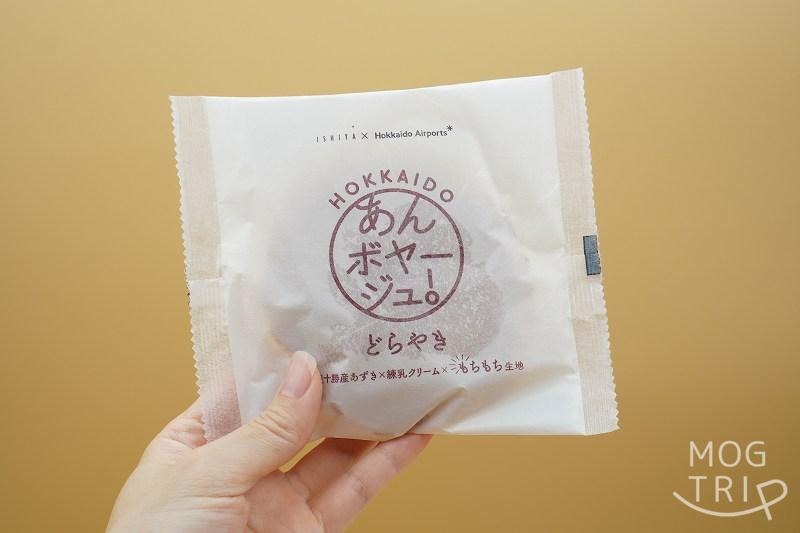 ISHIYA × Hokkaido Airports*
HOKKAIDO
あん
ボヤー
ジュー。
どらやき
十勝産あずき×練乳クリーム×もちもち生地
MOG
TRIP